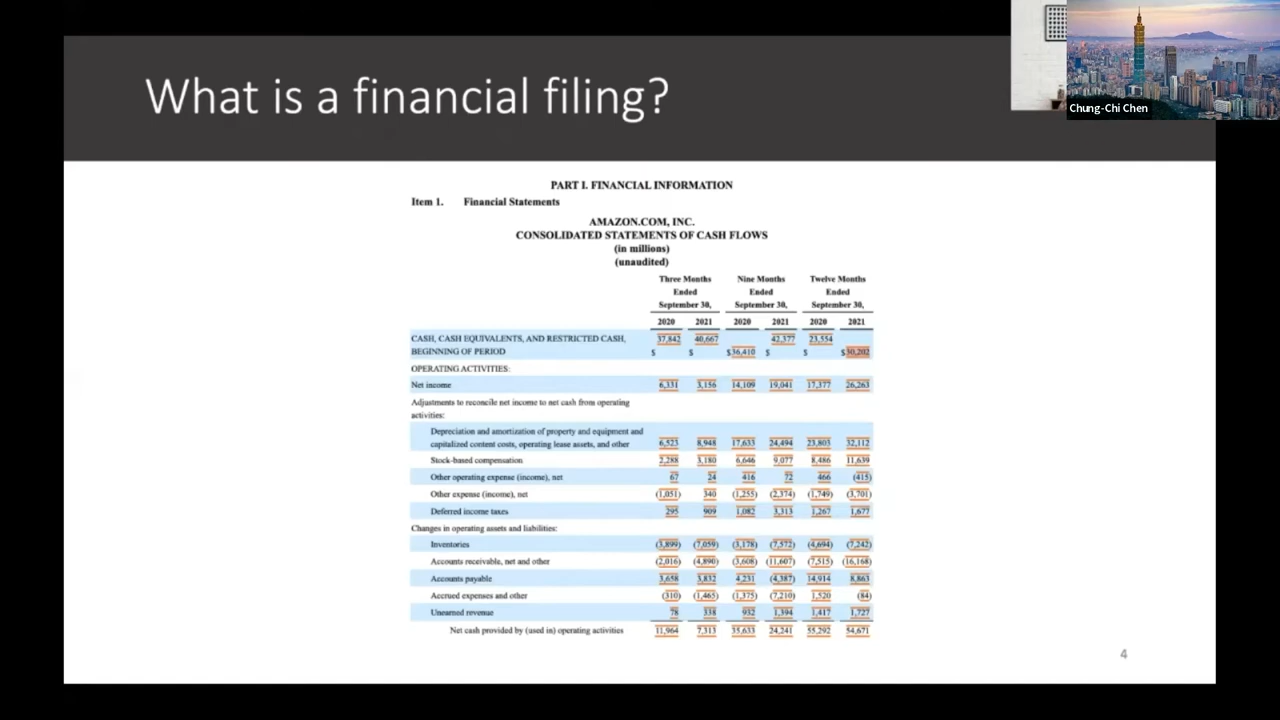 What is a financial filing?
Chung-Chi Chen
PART I. FINANCIAL INFORMATION
Item 1. Financial Statements
AMAZON.COM, INC.
CONSOLIDATED STATEMENTS OF CASH FLOWS
(in millions)
(unaudited)
Three Months Nine Months Twelve Months
Ended Ended Ended
September 30, September 30, September 30,
2020 2021 2020 2021 2020 2021
CASH, CASH EQUIVALENTS, AND RESTRICTED CASH, 37,842 40,667 42,377 23,554
BEGINNING OF PERIOD $ $ $36,410 $ $ $30,202
OPERATING ACTIVITIES:
Net income 6,331 3,156 14,109 19,041 17,377 26,263
Adjustments to reconcile net income to net cash from operating
activities:
Depreciation and amortization of property and equipment and
capitalized content costs, operating lease assets, and other 6,523 8,948 17,633 24,494 23,803 32,112
Stock-based compensation 2,288 3,180 6,646 9,077 8,486 11,639
Other operating expense (income), net 67 24 416 72 466 (415)
Other expense (income), net (1,051) 340 (1,255) (2,374) (1,749) (3,701)
Deferred income taxes 295 909 1,082 3,313 1,267 1,677
Changes in operating assets and liabilities:
Inventories (3,899) (7,059) (3,178) (7,572) (4,694) (7,242)
Accounts receivable, net and other (2,016) (4,890) (3,608) (11,607) (7,515) (16,168)
Accounts payable 3,658 3,832 4,231 (4,387) 14,914 8,863
Accrued expenses and other (310) (1,465) (1,375) (7,210) 1,520 (84)
Unearned revenue 78 338 932 1,394 1,417 1,727
Net cash provided by (used in) operating activities 11,964 7,313 35,633 24,241 55,292 54,671
4